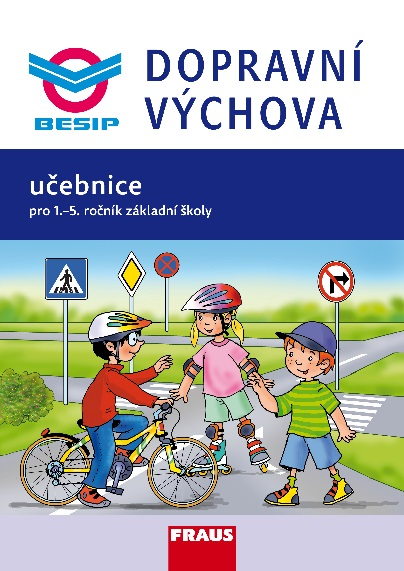 DOPRAVNÍ
VÝCHOVA
BESIP
učebnice
pro 1.–5. ročník základní školy
FRAUS